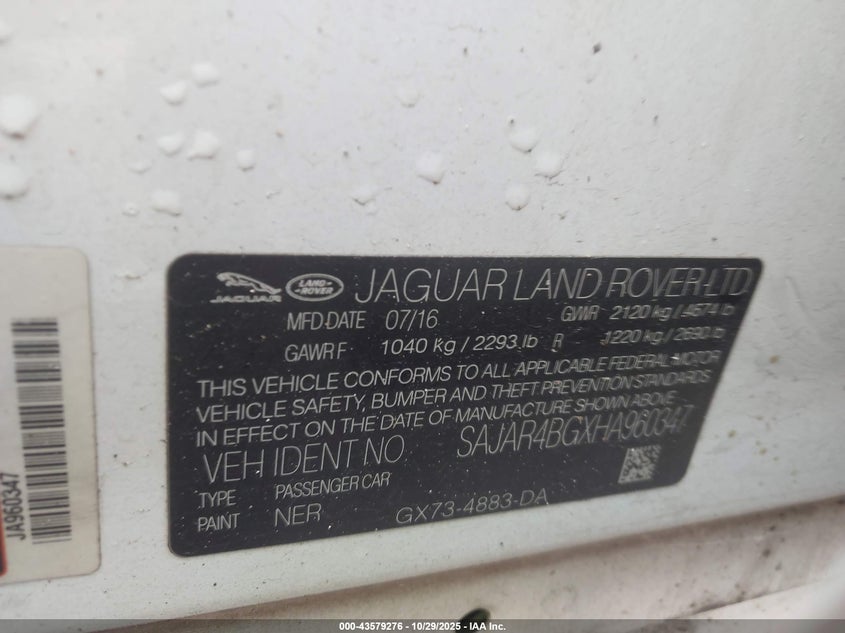 JAGUAR
LAND-ROVER
JAGUAR LAND ROVER LTD
MFD DATE 07/16 GVWR 2120 kg / 4674 lb
GAWR F 1040 kg / 2293 lb R 1220 kg / 2690 lb
THIS VEHICLE CONFORMS TO ALL APPLICABLE FEDERAL MOTOR
VEHICLE SAFETY, BUMPER AND THEFT PREVENTION STANDARDS
IN EFFECT ON THE DATE OF MANUFACTURE SHOWN ABOVE.
VEH IDENT NO. SAJAR4BGXHA960347
TYPE PASSENGER CAR
PAINT NER GX73-4883-DA
JA960347
000-43579276 - 10/29/2025 - IAA Inc.